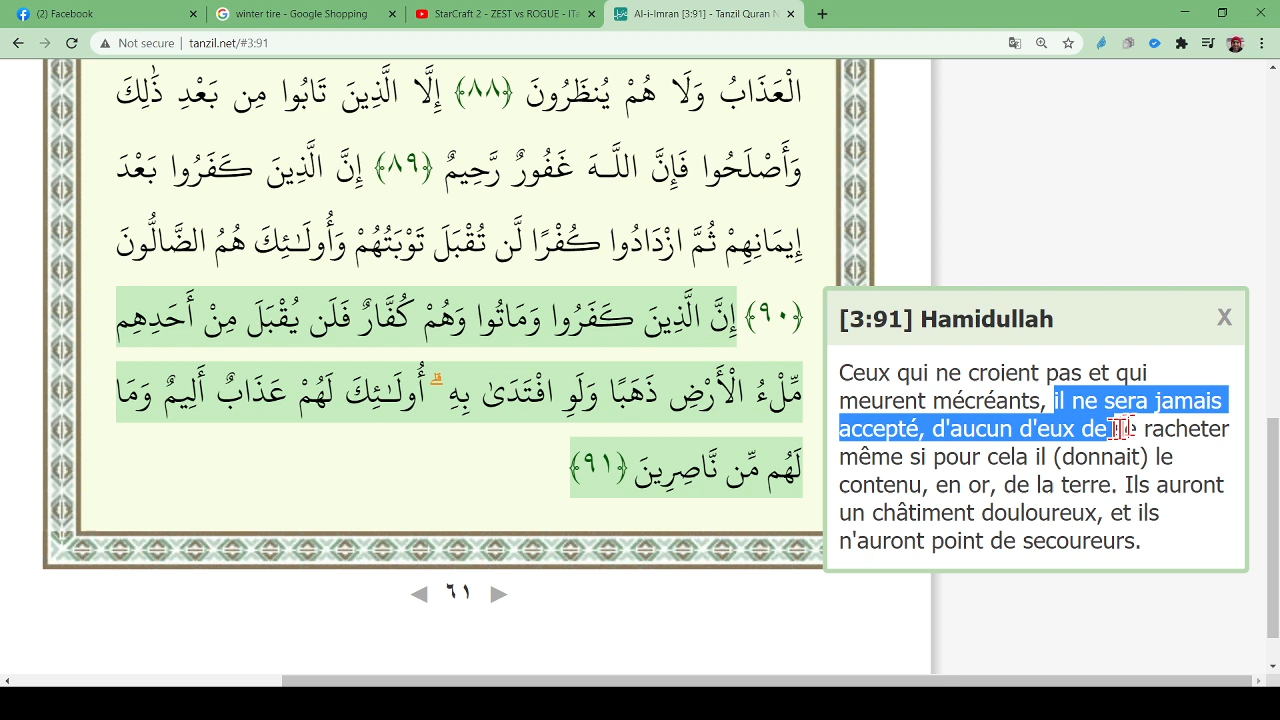 (2) Facebook
winter tire - Google Shopping
StarCraft 2 - ZEST vs ROGUE - ITa
Al-i-Imran [3:91] - Tanzil Quran N
Not secure | tanzil.net/#3:91
الْعَذَابُ وَلَا هُمْ يُنظَرُونَ ﴿٨٨﴾ إِلَّا الَّذِينَ تَابُوا مِن بَعْدِ ذَٰلِكَ
وَأَصْلَحُوا فَإِنَّ اللَّـهَ غَفُورٌ رَّحِيمٌ ﴿٨٩﴾ إِنَّ الَّذِينَ كَفَرُوا بَعْدَ
إِيمَانِهِمْ ثُمَّ ازْدَادُوا كُفْرًا لَّن تُقْبَلَ تَوْبَتُهُمْ وَأُولَـٰئِكَ هُمُ الضَّالُّونَ
﴿٩٠﴾ إِنَّ الَّذِينَ كَفَرُوا وَمَاتُوا وَهُمْ كُفَّارٌ فَلَن يُقْبَلَ مِنْ أَحَدِهِم
مِّلْءُ الْأَرْضِ ذَهَبًا وَلَوِ افْتَدَىٰ بِهِ ۗ أُولَـٰئِكَ لَهُمْ عَذَابٌ أَلِيمٌ وَمَا
لَهُم مِّن نَّاصِرِينَ ﴿٩١﴾
٦١
[3:91] Hamidullah
X
Ceux qui ne croient pas et qui
meurent mécréants, il ne sera jamais
accepté, d'aucun d'eux de se racheter
même si pour cela il (donnait) le
contenu, en or, de la terre. Ils auront
un châtiment douloureux, et ils
n'auront point de secoureurs.